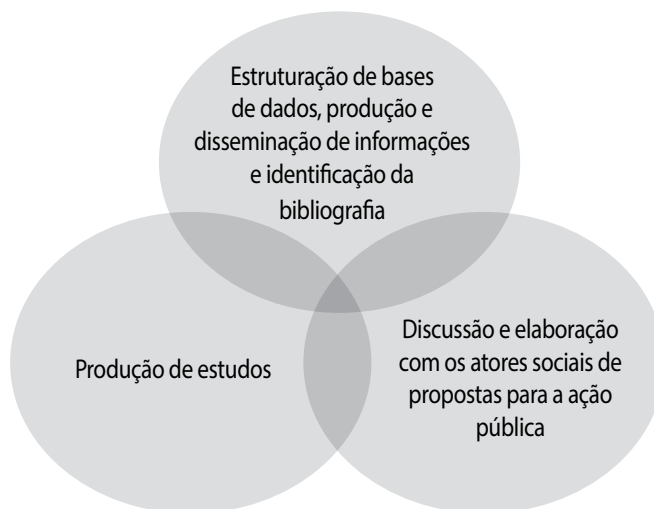 Estruturação de bases
de dados, produção e
disseminação de informações
e identificação da
bibliografia
Produção de estudos
Discussão e elaboração
com os atores sociais de
propostas para a ação
pública